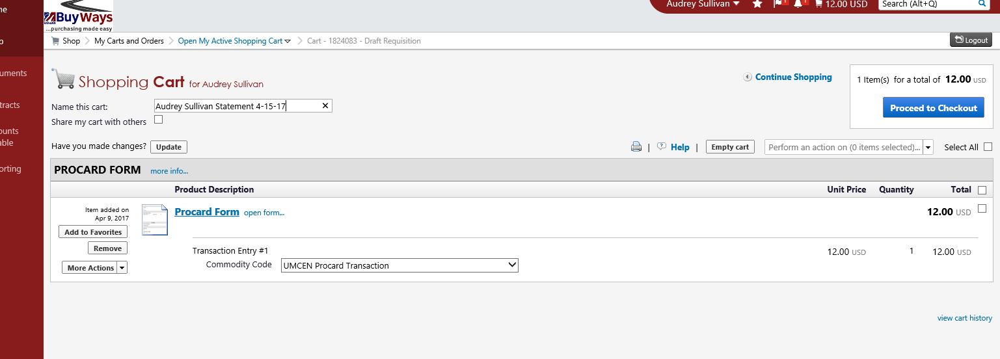 me
Audrey Sullivan
1
1
12.00 USD
Search (Alt+Q)
UMASS
BuyWays
...purchasing made easy
Shop
My Carts and Orders
Open My Active Shopping Cart
Cart - 1824083 - Draft Requisition
Logout
p
uments
tracts
ounts
able
orting
Shopping Cart for Audrey Sullivan
Continue Shopping
1 Item(s) for a total of 12.00 USD
Proceed to Checkout
Name this cart:
Audrey Sullivan Statement 4-15-17
Share my cart with others
Have you made changes?
Update
| ? Help |
Empty cart
Perform an action on (0 items selected)...
Select All
PROCARD FORM more info...
Product Description Unit Price Quantity Total
Item added on
Apr 9, 2017
Add to Favorites
Remove
More Actions
Procard Form open form...
12.00 USD
Transaction Entry #1 12.00 USD 1 12.00 USD
Commodity Code UMCEN Procard Transaction
view cart history